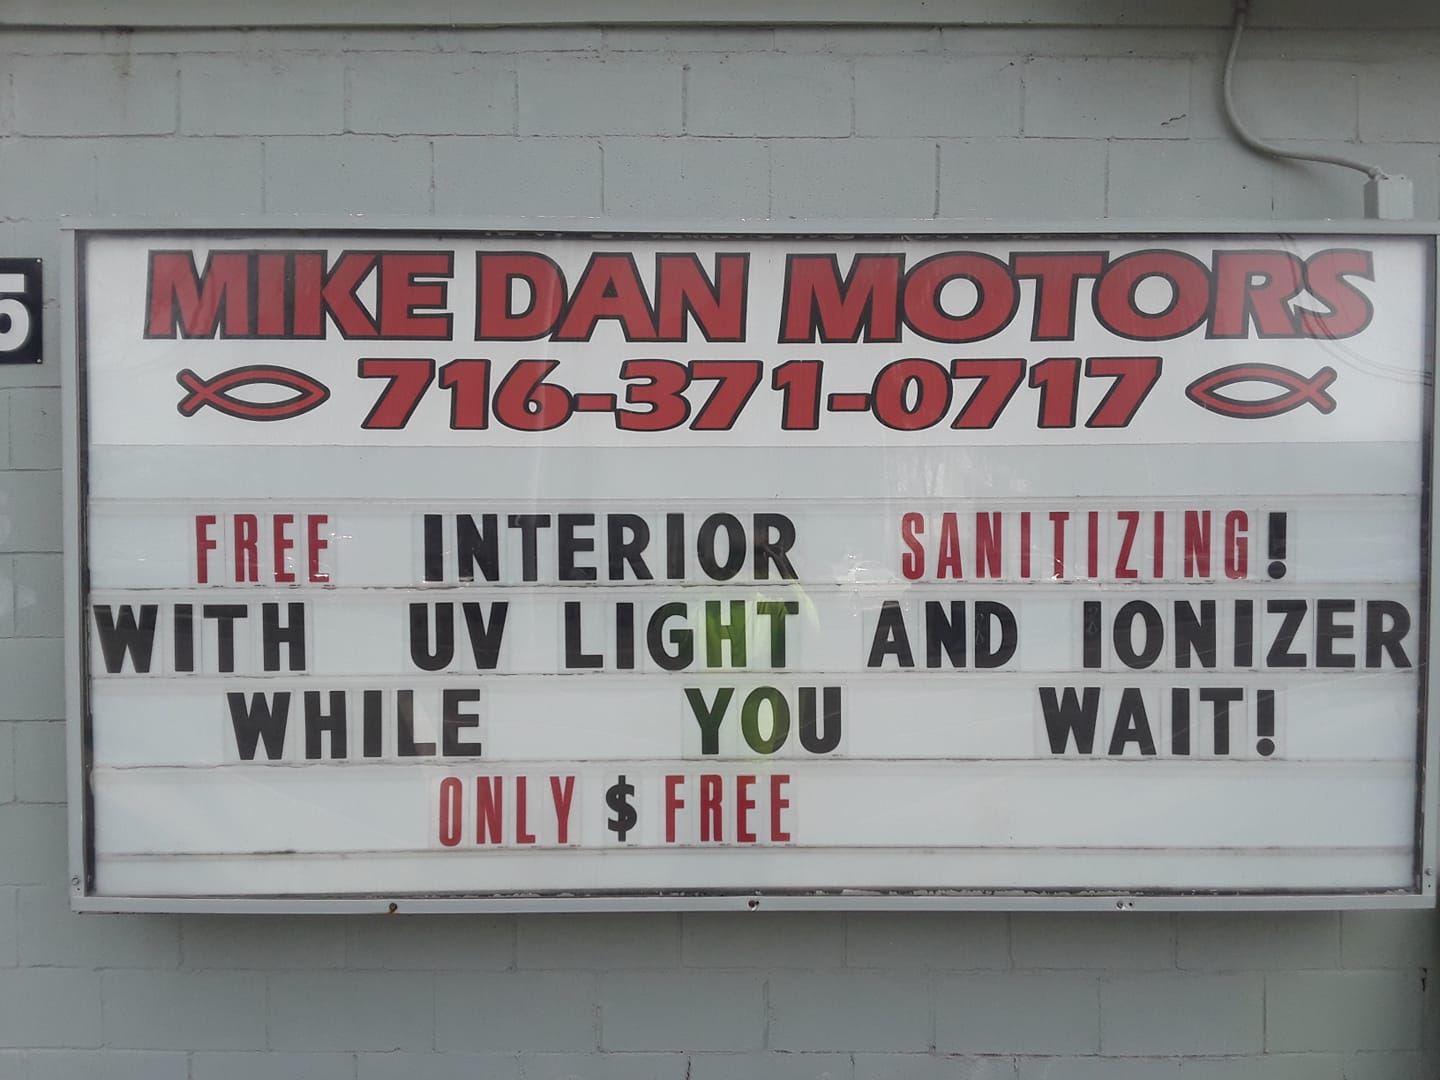 MIKE DAN MOTORS
716-371-0717
FREE INTERIOR SANITIZING!
WITH UV LIGHT AND IONIZER
WHILE YOU WAIT!
ONLY $ FREE
5